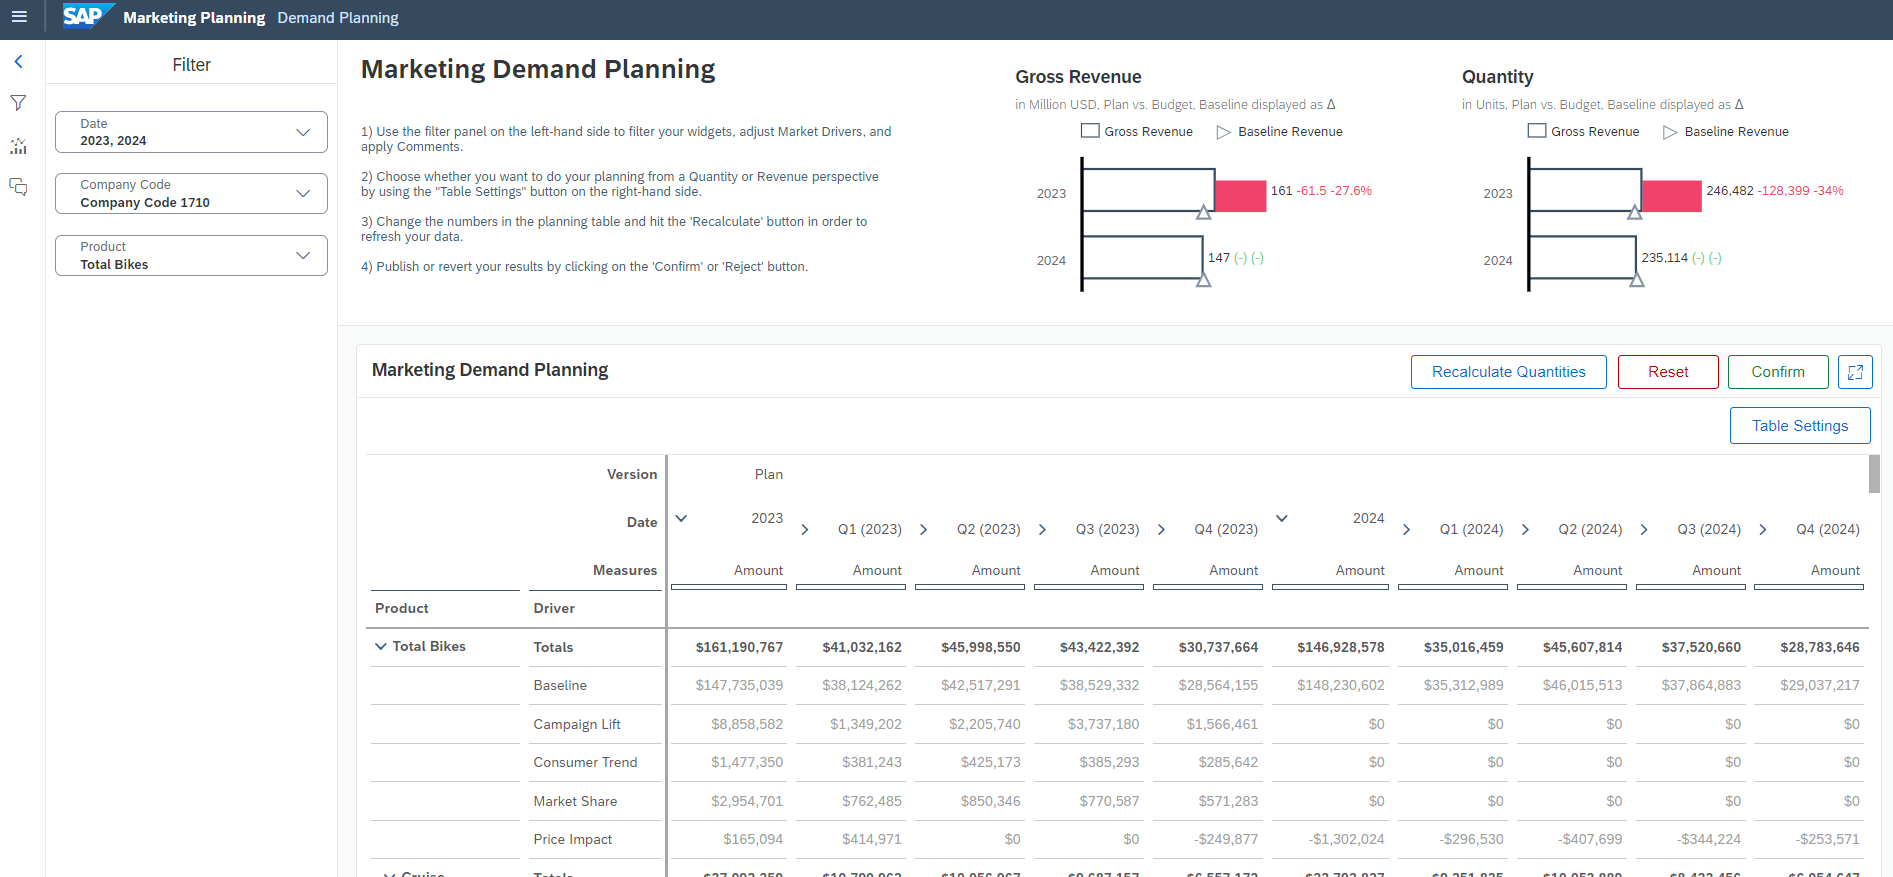 SAP Marketing Planning Demand Planning
Filter
Date
2023, 2024
Company Code
Company Code 1710
Product
Total Bikes
Marketing Demand Planning
1) Use the filter panel on the left-hand side to filter your widgets, adjust Market Drivers, and
apply Comments.
2) Choose whether you want to do your planning from a Quantity or Revenue perspective
by using the "Table Settings" button on the right-hand side.
3) Change the numbers in the planning table and hit the 'Recalculate' button in order to
refresh your data.
4) Publish or revert your results by clicking on the 'Confirm' or 'Reject' button.
Gross Revenue
in Million USD, Plan vs. Budget, Baseline displayed as Δ
Gross Revenue Baseline Revenue
2023 161 -61.5 -27.6%
2024 147 (-) (-)
Quantity
in Units, Plan vs. Budget, Baseline displayed as Δ
Gross Revenue Baseline Revenue
2023 246,482 -128,399 -34%
2024 235,114 (-) (-)
Marketing Demand Planning
Recalculate Quantities Reset Confirm
Table Settings
Version Plan
Date 2023 Q1 (2023) Q2 (2023) Q3 (2023) Q4 (2023) 2024 Q1 (2024) Q2 (2024) Q3 (2024) Q4 (2024)
Measures Amount Amount Amount Amount Amount Amount Amount Amount Amount Amount
Product Driver
Total Bikes Totals $161,190,767 $41,032,162 $45,998,550 $43,422,392 $30,737,664 $146,928,578 $35,016,459 $45,607,814 $37,520,660 $28,783,646
Baseline $147,735,039 $38,124,262 $42,517,291 $38,529,332 $28,564,155 $148,230,602 $35,312,989 $46,015,513 $37,864,883 $29,037,217
Campaign Lift $8,858,582 $1,349,202 $2,205,740 $3,737,180 $1,566,461 $0 $0 $0 $0 $0
Consumer Trend $1,477,350 $381,243 $425,173 $385,293 $285,642 $0 $0 $0 $0 $0
Market Share $2,954,701 $762,485 $850,346 $770,587 $571,283 $0 $0 $0 $0 $0
Price Impact $165,094 $414,971 $0 $0 -$249,877 -$1,302,024 -$296,530 -$407,699 -$344,224 -$253,571
Cruise Totals